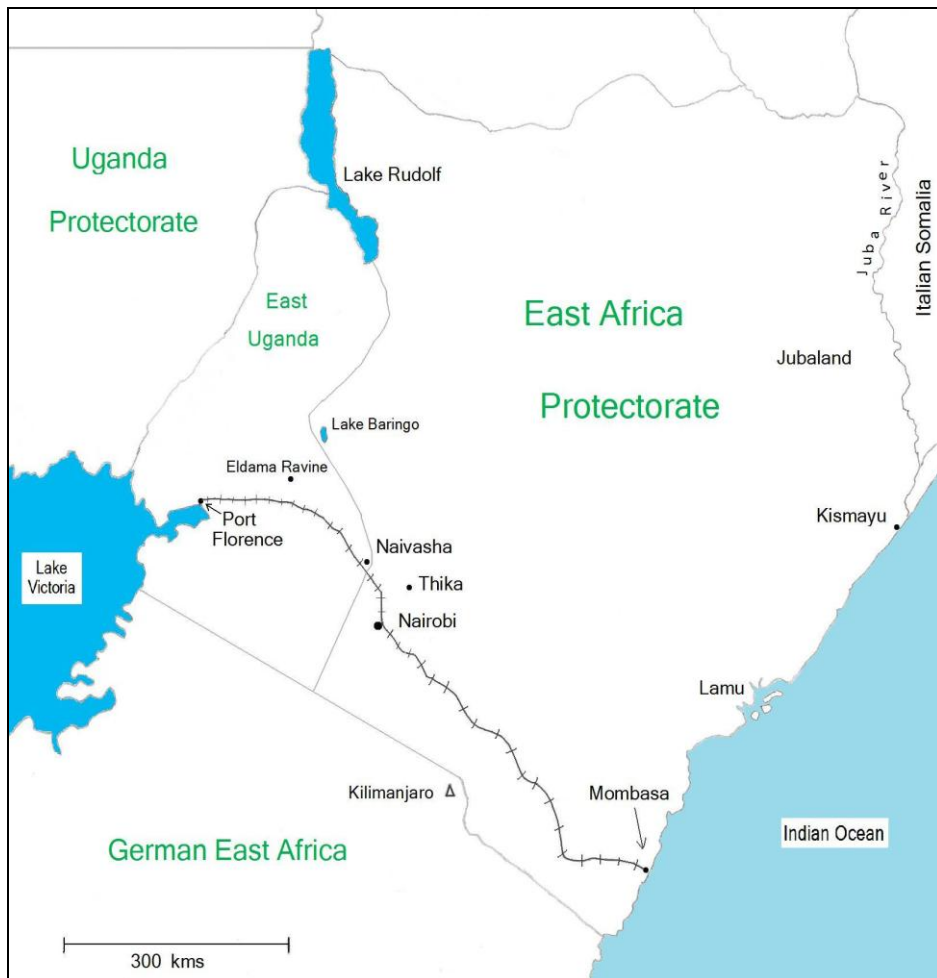 Uganda
Protectorate
Lake Rudolf
East
Uganda
East Africa
Protectorate
Juba River
Italian Somalia
Jubaland
Lake Baringo
Eldama Ravine
Port
Florence
Kismayu
Naivasha
Thika
Lake
Victoria
Nairobi
Lamu
Kilimanjaro
Mombasa
Indian Ocean
German East Africa
300 kms